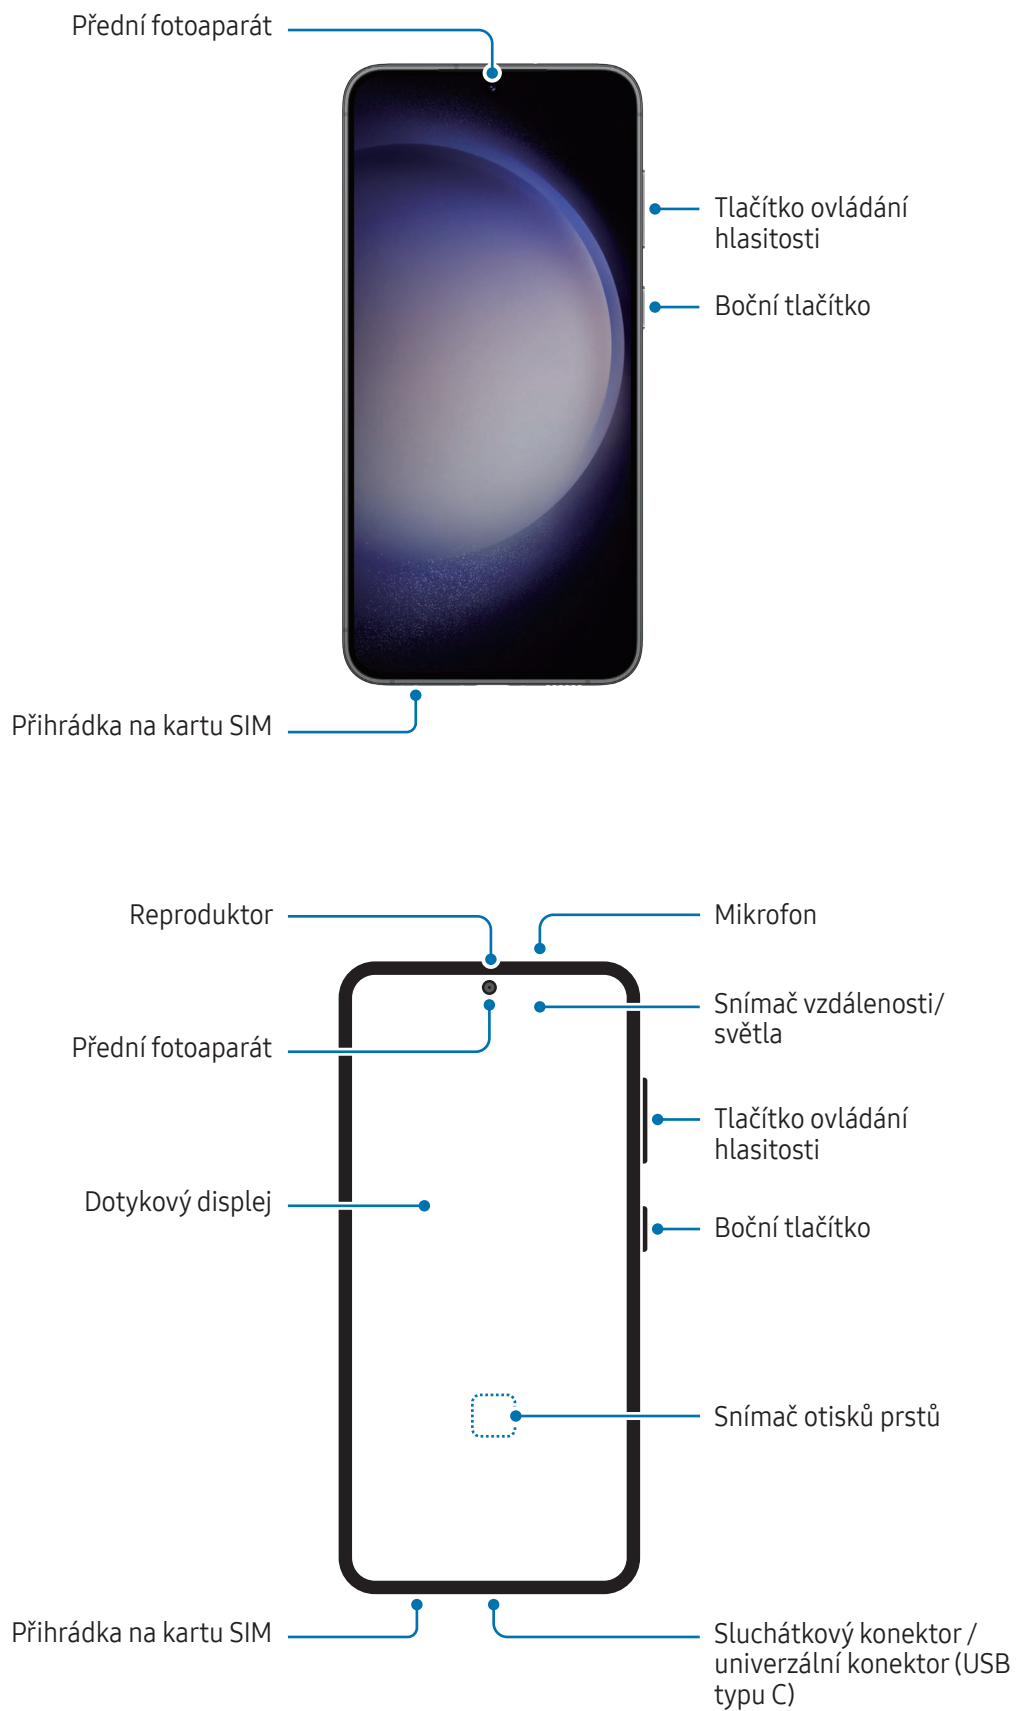 Přední fotoaparát
Tlačítko ovládání
hlasitosti
Boční tlačítko
Přihrádka na kartu SIM
Reproduktor
Mikrofon
Snímač vzdálenosti/
světla
Přední fotoaparát
Tlačítko ovládání
hlasitosti
Dotykový displej
Boční tlačítko
Snímač otisků prstů
Přihrádka na kartu SIM
Sluchátkový konektor /
univerzální konektor (USB
typu C)